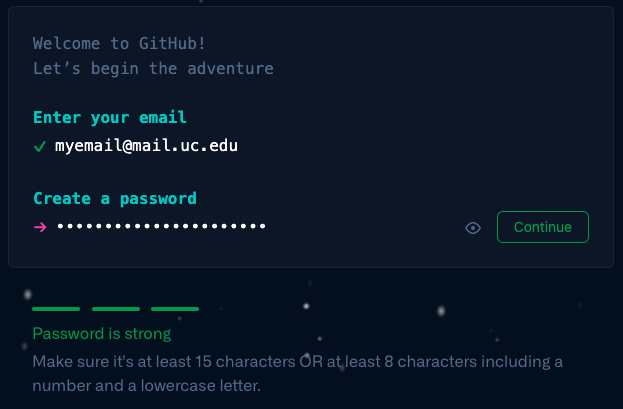 Welcome to GitHub!
Let’s begin the adventure
Enter your email
✓ myemail@mail.uc.edu
Create a password
→ ••••••••••••••••••••••
Continue
Password is strong
Make sure it's at least 15 characters OR at least 8 characters including a
number and a lowercase letter.